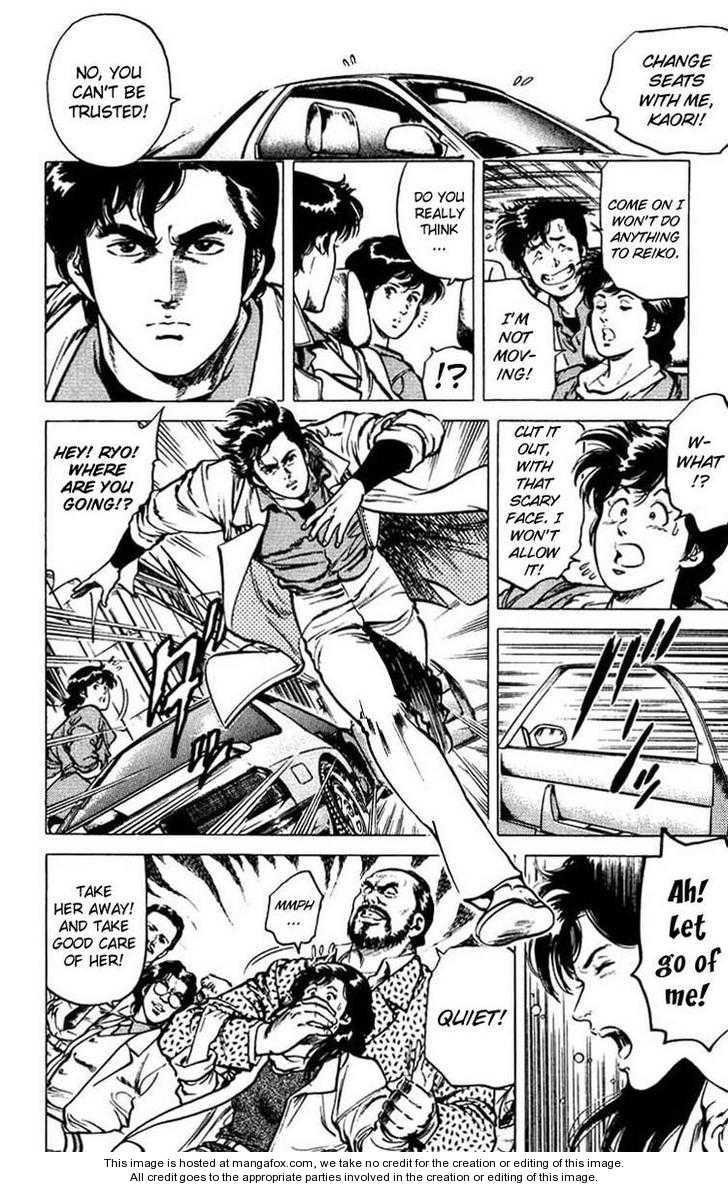 CHANGE
SEATS
WITH ME,
KAORI!
NO, YOU
CAN'T BE
TRUSTED!
COME ON I
WON'T DO
ANYTHING
TO REIKO.
I'M
NOT
MOV-
ING!
DO YOU
REALLY
THINK
...
!?
W-
WHAT
!?
CUT IT
OUT,
WITH
THAT
SCARY
FACE. I
WON'T
ALLOW
IT!
HEY! RYO!
WHERE
ARE YOU
GOING!?
Ah!
Let
go of
me!
MMPH
...
QUIET!
TAKE
HER AWAY!
AND TAKE
GOOD CARE
OF HER!
This image is hosted at mangafox.com, we take no credit for the creation or editing of this image.
All credit goes to the appropriate parties involved in the creation or editing of this image.